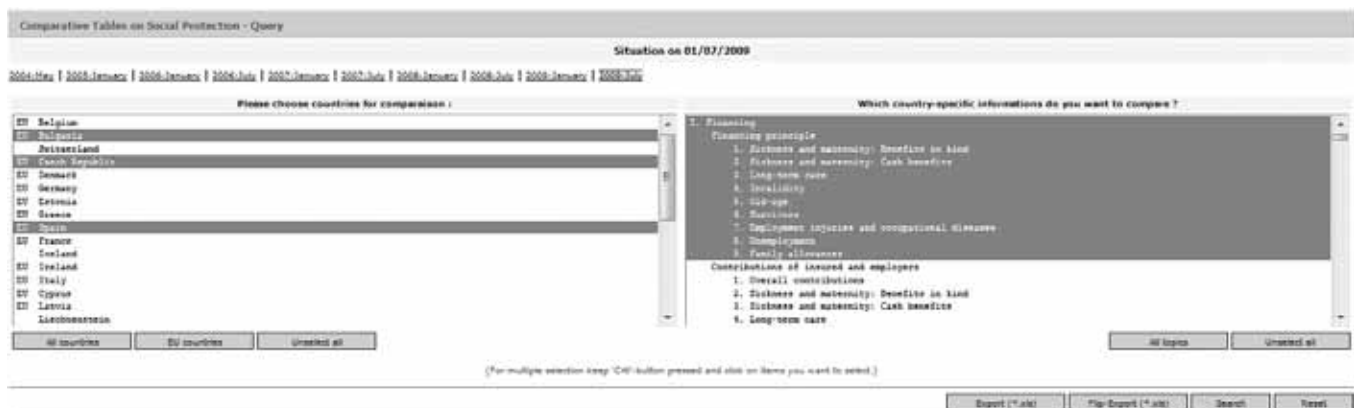 Comparative Tables on Social Protection - Query
Situation on 01/07/2009
2004:May | 2005:January | 2006:January | 2006:July | 2007:January | 2007:July | 2008:January | 2008:July | 2009:January | 2009:July
Please choose countries for comparaison :
EU Belgium
EU Bulgaria
Switzerland
EU Czech Republic
EU Denmark
EU Germany
EU Estonia
EU Greece
EU Spain
EU France
Iceland
EU Ireland
EU Italy
EU Cyprus
EU Latvia
Liechtenstein
All countries
EU countries
Unselect all
Which country-specific informations do you want to compare ?
I. Financing
Financing principle
1. Sickness and maternity: Benefits in kind
2. Sickness and maternity: Cash benefits
3. Long-term care
4. Invalidity
5. Old-age
6. Survivors
7. Employment injuries and occupational diseases
8. Unemployment
9. Family allowances
Contributions of insured and employers
1. Overall contributions
2. Sickness and maternity: Benefits in kind
3. Sickness and maternity: Cash benefits
4. Long-term care
All topics
Unselect all
(For multiple selection keep 'Ctrl'-button pressed and click on items you want to select.)
Export (*.xls)
Flip-Export (*.xls)
Search
Reset